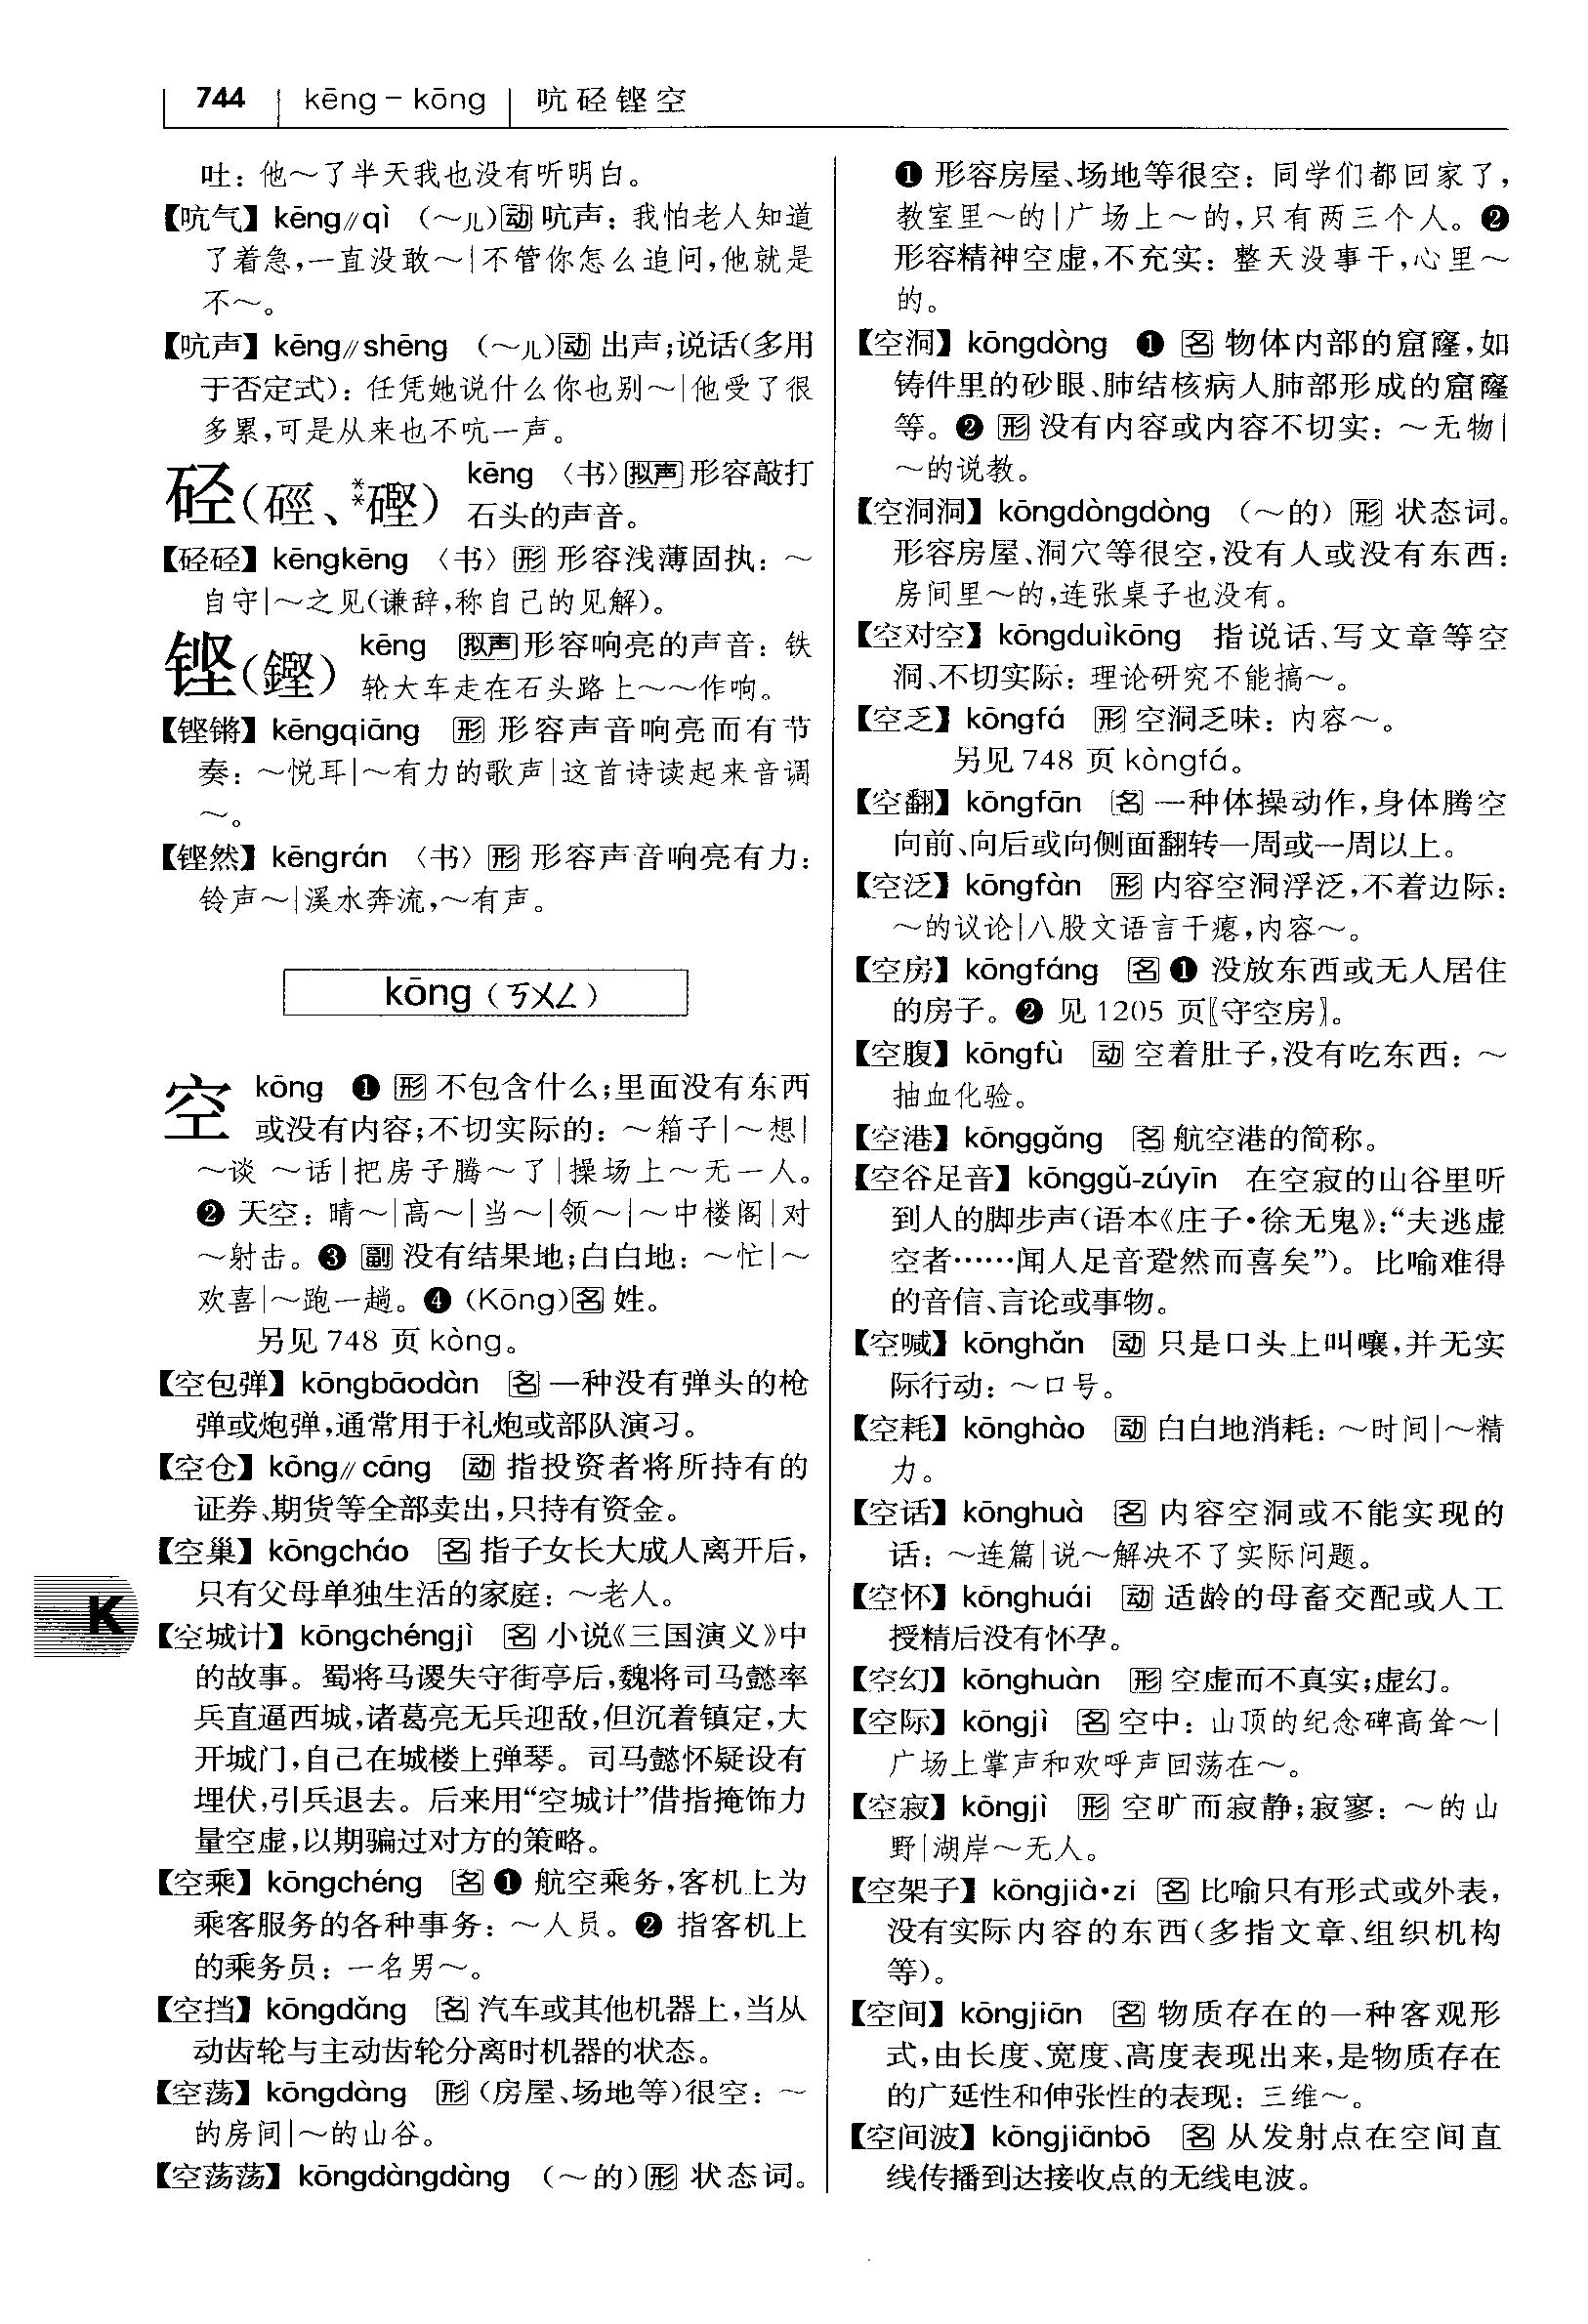 744 kēng – kōng 吭硁铿空
吐：他～了半天我也没有听明白。
【吭气】kēng∥qì （～儿）动 吭声：我怕老人知道
了着急，一直没敢～|不管你怎么追问，他就是
不～。
【吭声】kēng∥shēng （～儿）动 出声；说话（多用
于否定式）：任凭她说什么你也别～|他受了很
多累，可是从来也不吭一声。
硁（硜、**硻） kēng 〈书〉拟声 形容敲打
石头的声音。
【硁硁】kēngkēng 〈书〉形 形容浅薄固执：～
自守|～之见（谦辞，称自己的见解）。
铿（鏗） kēng 拟声 形容响亮的声音：铁
轮大车走在石头路上～～作响。
【铿锵】kēngqiāng 形 形容声音响亮而有节
奏：～悦耳|～有力的歌声|这首诗读起来音调
～。
【铿然】kēngrán 〈书〉形 形容声音响亮有力：
铃声～|溪水奔流，～有声。
kōng（ㄎㄨㄥ）
空 kōng ❶ 形 不包含什么；里面没有东西
或没有内容；不切实际的：～箱子|～想|
～谈 ～话|把房子腾～了|操场上～无一人。
❷ 天空：晴～|高～|当～|领～|～中楼阁|对
～射击。❸ 副 没有结果地；白白地：～忙|～
欢喜|～跑一趟。❹（Kōng）名 姓。
另见 748 页 kòng。
【空包弹】kōngbāodàn 名 一种没有弹头的枪
弹或炮弹，通常用于礼炮或部队演习。
【空仓】kōng∥cāng 动 指投资者将所持有的
证券、期货等全部卖出，只持有资金。
【空巢】kōngcháo 名 指子女长大成人离开后，
只有父母单独生活的家庭：～老人。
【空城计】kōngchéngjì 名 小说《三国演义》中
的故事。蜀将马谡失守街亭后，魏将司马懿率
兵直逼西城，诸葛亮无兵迎敌，但沉着镇定，大
开城门，自己在城楼上弹琴。司马懿怀疑设有
埋伏，引兵退去。后来用“空城计”借指掩饰力
量空虚，以期骗过对方的策略。
【空乘】kōngchéng 名 ❶ 航空乘务，客机上为
乘客服务的各种事务：～人员。❷ 指客机上
的乘务员：一名男～。
【空挡】kōngdǎng 名 汽车或其他机器上，当从
动齿轮与主动齿轮分离时机器的状态。
【空荡】kōngdàng 形（房屋、场地等）很空：～
的房间|～的山谷。
【空荡荡】kōngdàngdàng （～的）形 状态词。
K
❶ 形容房屋、场地等很空：同学们都回家了，
教室里～的|广场上～的，只有两三个人。❷
形容精神空虚，不充实：整天没事干，心里～
的。
【空洞】kōngdòng ❶ 名 物体内部的窟窿，如
铸件里的砂眼、肺结核病人肺部形成的窟窿
等。❷ 形 没有内容或内容不切实：～无物|
～的说教。
【空洞洞】kōngdòngdòng （～的）形 状态词。
形容房屋、洞穴等很空，没有人或没有东西：
房间里～的，连张桌子也没有。
【空对空】kōngduìkōng 指说话、写文章等空
洞、不切实际：理论研究不能搞～。
【空乏】kōngfá 形 空洞乏味：内容～。
另见 748 页 kòngfá。
【空翻】kōngfān 名 一种体操动作，身体腾空
向前、向后或向侧面翻转一周或一周以上。
【空泛】kōngfàn 形 内容空洞浮泛，不着边际：
～的议论|八股文语言干瘪，内容～。
【空房】kōngfáng 名 ❶ 没放东西或无人居住
的房子。❷ 见 1205 页〖守空房〗。
【空腹】kōngfù 动 空着肚子，没有吃东西：～
抽血化验。
【空港】kōnggǎng 名 航空港的简称。
【空谷足音】kōnggǔ-zúyīn 在空寂的山谷里听
到人的脚步声（语本《庄子·徐无鬼》：“夫逃虚
空者……闻人足音跫然而喜矣”）。比喻难得
的音信、言论或事物。
【空喊】kōnghǎn 动 只是口头上叫嚷，并无实
际行动：～口号。
【空耗】kōnghào 动 白白地消耗：～时间|～精
力。
【空话】kōnghuà 名 内容空洞或不能实现的
话：～连篇|说～解决不了实际问题。
【空怀】kōnghuái 动 适龄的母畜交配或人工
授精后没有怀孕。
【空幻】kōnghuàn 形 空虚而不真实；虚幻。
【空际】kōngjì 名 空中：山顶的纪念碑高耸～|
广场上掌声和欢呼声回荡在～。
【空寂】kōngjì 形 空旷而寂静；寂寥：～的山
野|湖岸～无人。
【空架子】kōngjià·zi 名 比喻只有形式或外表，
没有实际内容的东西（多指文章、组织机构
等）。
【空间】kōngjiān 名 物质存在的一种客观形
式，由长度、宽度、高度表现出来，是物质存在
的广延性和伸张性的表现：三维～。
【空间波】kōngjiānbō 名 从发射点在空间直
线传播到达接收点的无线电波。